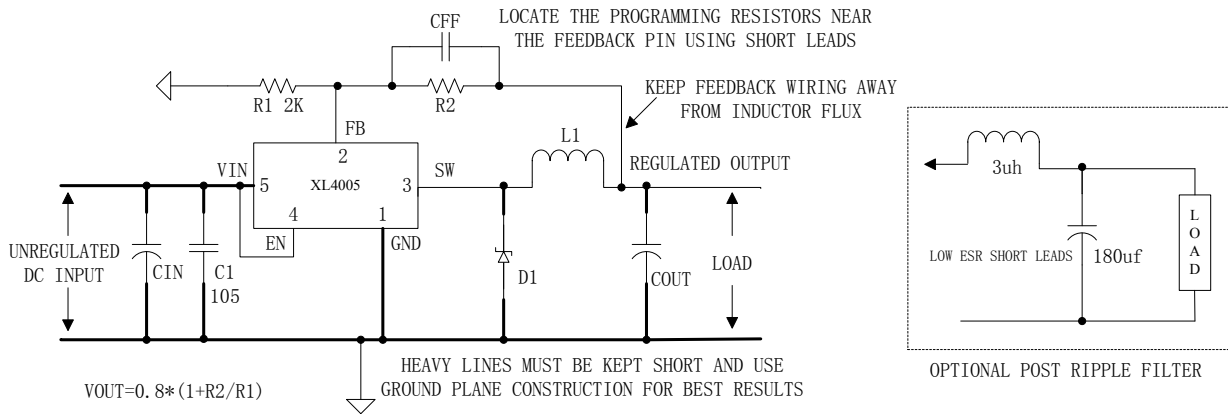 CFF
LOCATE THE PROGRAMMING RESISTORS NEAR
THE FEEDBACK PIN USING SHORT LEADS
R1 2K
R2
KEEP FEEDBACK WIRING AWAY
FROM INDUCTOR FLUX
FB
2
L1
VIN
5
XL4005
3
SW
REGULATED OUTPUT
4
1
EN
GND
UNREGULATED
DC INPUT
CIN
C1
105
D1
COUT
LOAD
HEAVY LINES MUST BE KEPT SHORT AND USE
GROUND PLANE CONSTRUCTION FOR BEST RESULTS
VOUT=0.8*(1+R2/R1)
3uh
LOW ESR SHORT LEADS
180uf
LOAD
OPTIONAL POST RIPPLE FILTER